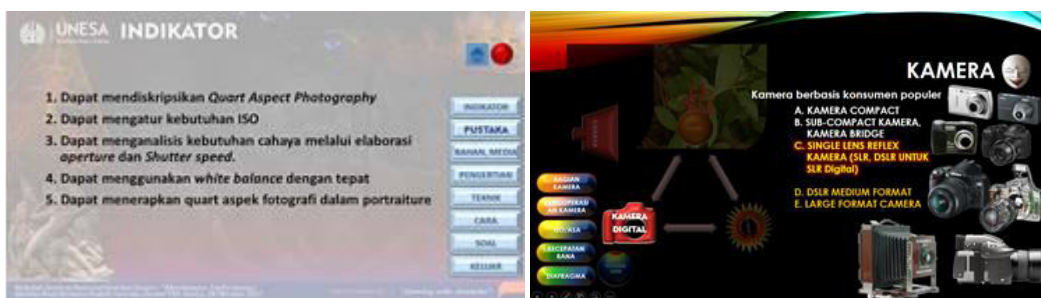 UNESA INDIKATOR
1. Dapat mendiskripsikan Quart Aspect Photography
2. Dapat mengatur kebutuhan ISO
3. Dapat menganalisis kebutuhan cahaya melalui elaborasi
aperture dan Shutter speed.
4. Dapat menggunakan white balance dengan tepat
5. Dapat menerapkan quart aspek fotografi dalam portraiture
INDIKATOR
PUSTAKA
BAHAN, MEDIA
PENGERTIAN
TEKNIK
CARA
SOAL
KELUAR
KAMERA
Kamera berbasis konsumen populer
A. KAMERA COMPACT
B. SUB-COMPACT KAMERA,
KAMERA BRIDGE
C. SINGLE LENS REFLEX
KAMERA (SLR, DSLR UNTUK
SLR Digital)
D. DSLR MEDIUM FORMAT
E. LARGE FORMAT CAMERA
BAGIAN
KAMERA
KAMERA
DIGITAL
ISO/ASA
KECEPATAN
RANA
DIAFRAGMA